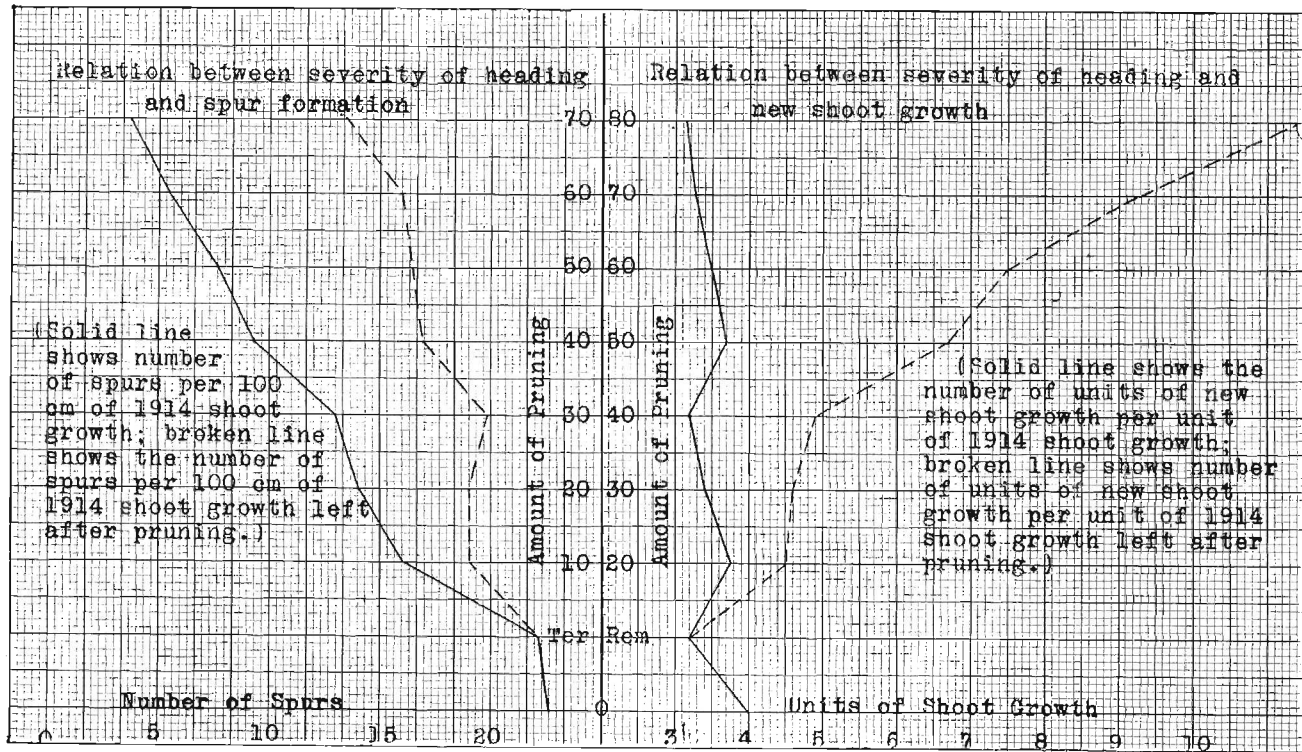 Relation between severity of heading
and spur formation
Relation between severity of heading and
new shoot growth
70 80
60 70
50 60
40 50
30 40
20 30
10 20
Ter Rem
0
Amount of Pruning
Amount of Pruning
(Solid line
shows number
of spurs per 100
cm of 1914 shoot
growth; broken line
shows the number of
spurs per 100 cm of
1914 shoot growth left
after pruning.)
(Solid line shows the
number of units of new
shoot growth per unit
of 1914 shoot growth;
broken line shows number
of units of new shoot
growth per unit of 1914
shoot growth left after
pruning.)
Number of Spurs
Units of Shoot Growth
0 5 10 15 20
3 4 5 6 7 8 9 10